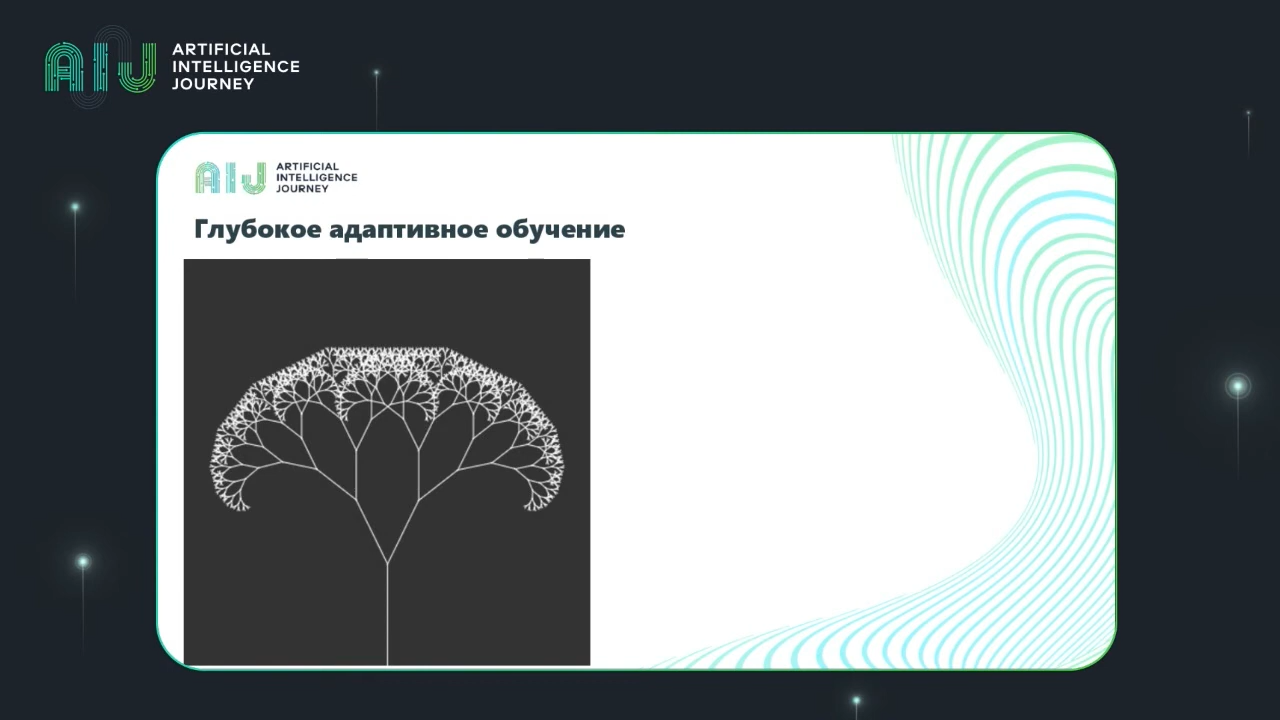 ARTIFICIAL
INTELLIGENCE
JOURNEY
ARTIFICIAL
INTELLIGENCE
JOURNEY
Глубокое адаптивное обучение